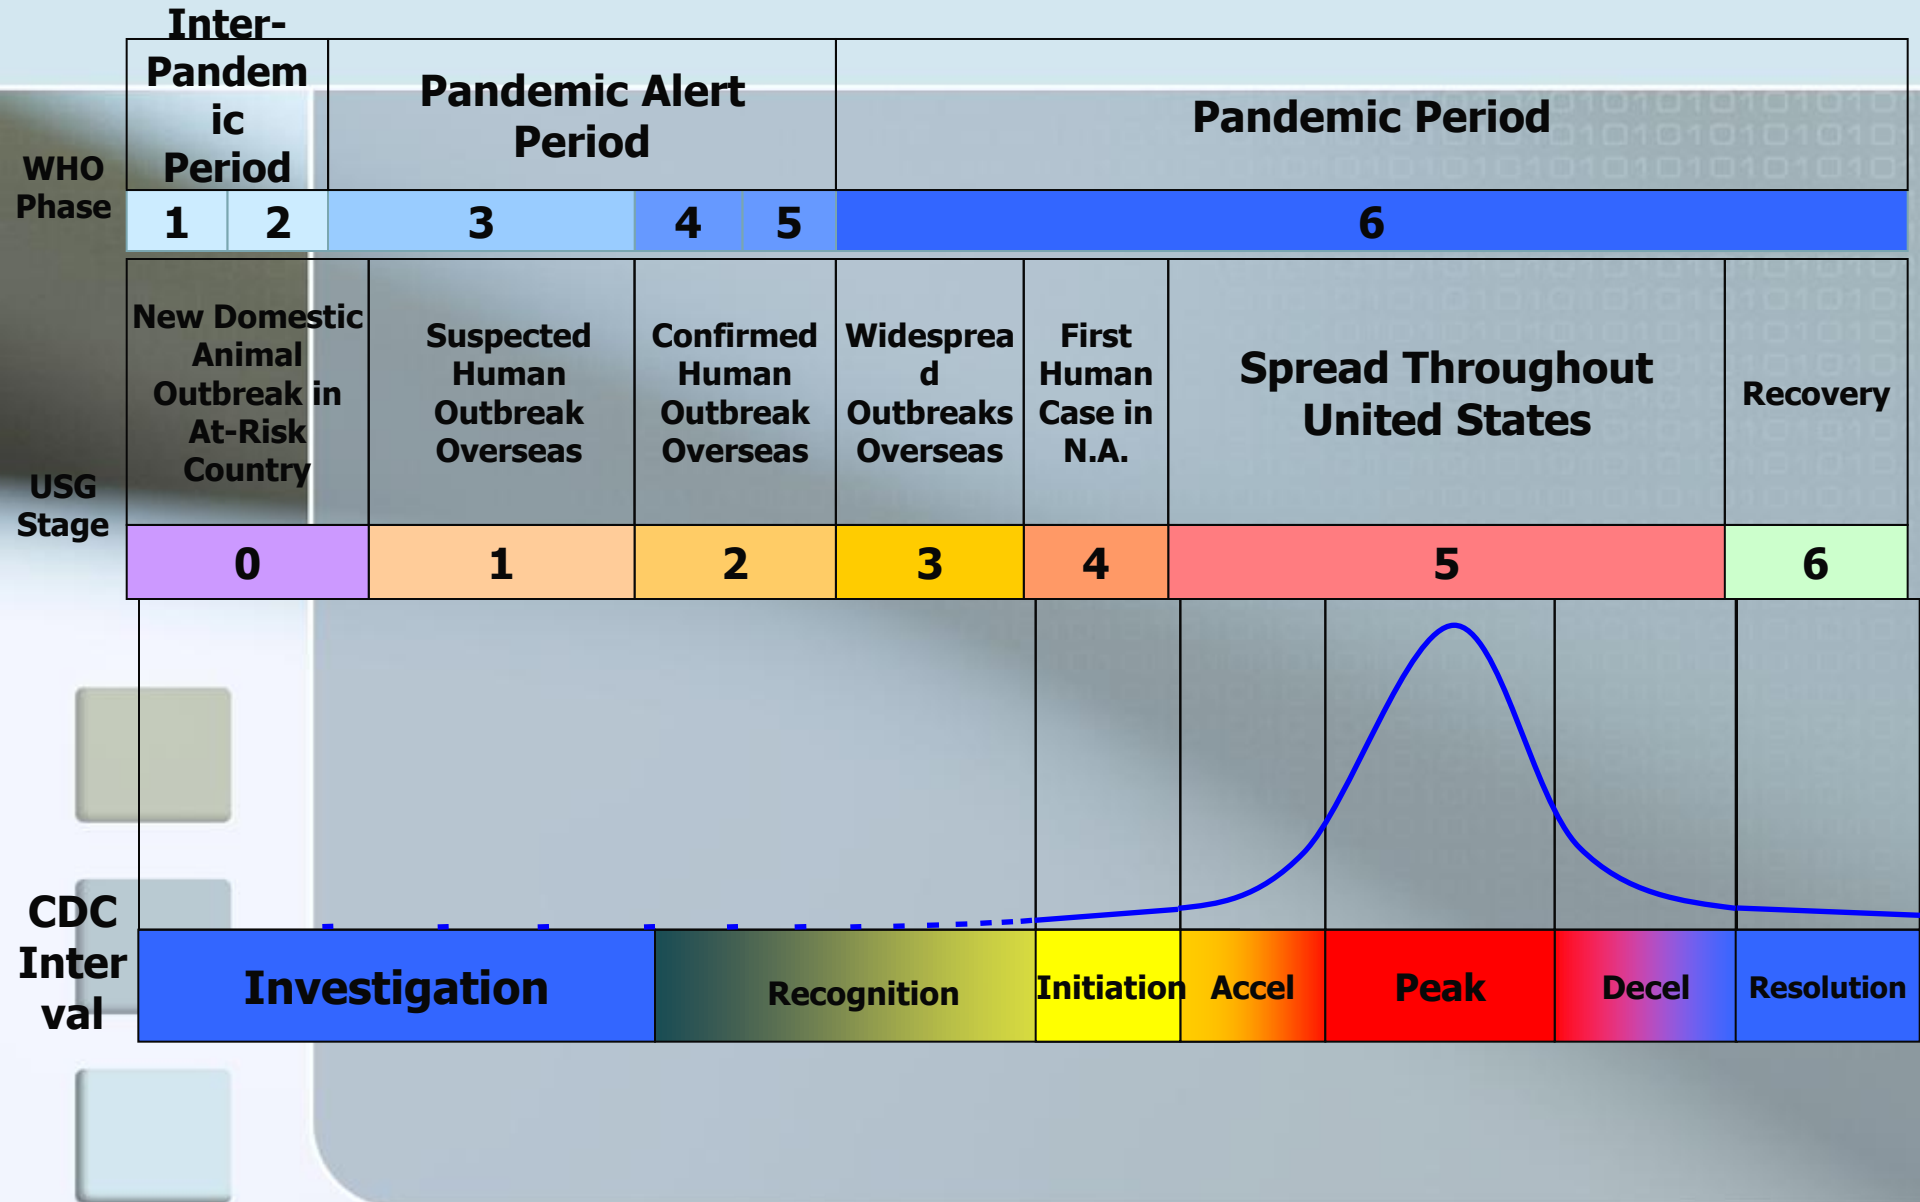 Inter-
Pandem
ic
Period
Pandemic Alert
Period
Pandemic Period
WHO
Phase
1
2
3
4
5
6
New Domestic
Animal
Outbreak in
At-Risk
Country
Suspected
Human
Outbreak
Overseas
Confirmed
Human
Outbreak
Overseas
Widesprea
d
Outbreaks
Overseas
First
Human
Case in
N.A.
Spread Throughout
United States
Recovery
USG
Stage
0
1
2
3
4
5
6
CDC
Inter
val
Investigation
Recognition
Initiation
Accel
Peak
Decel
Resolution